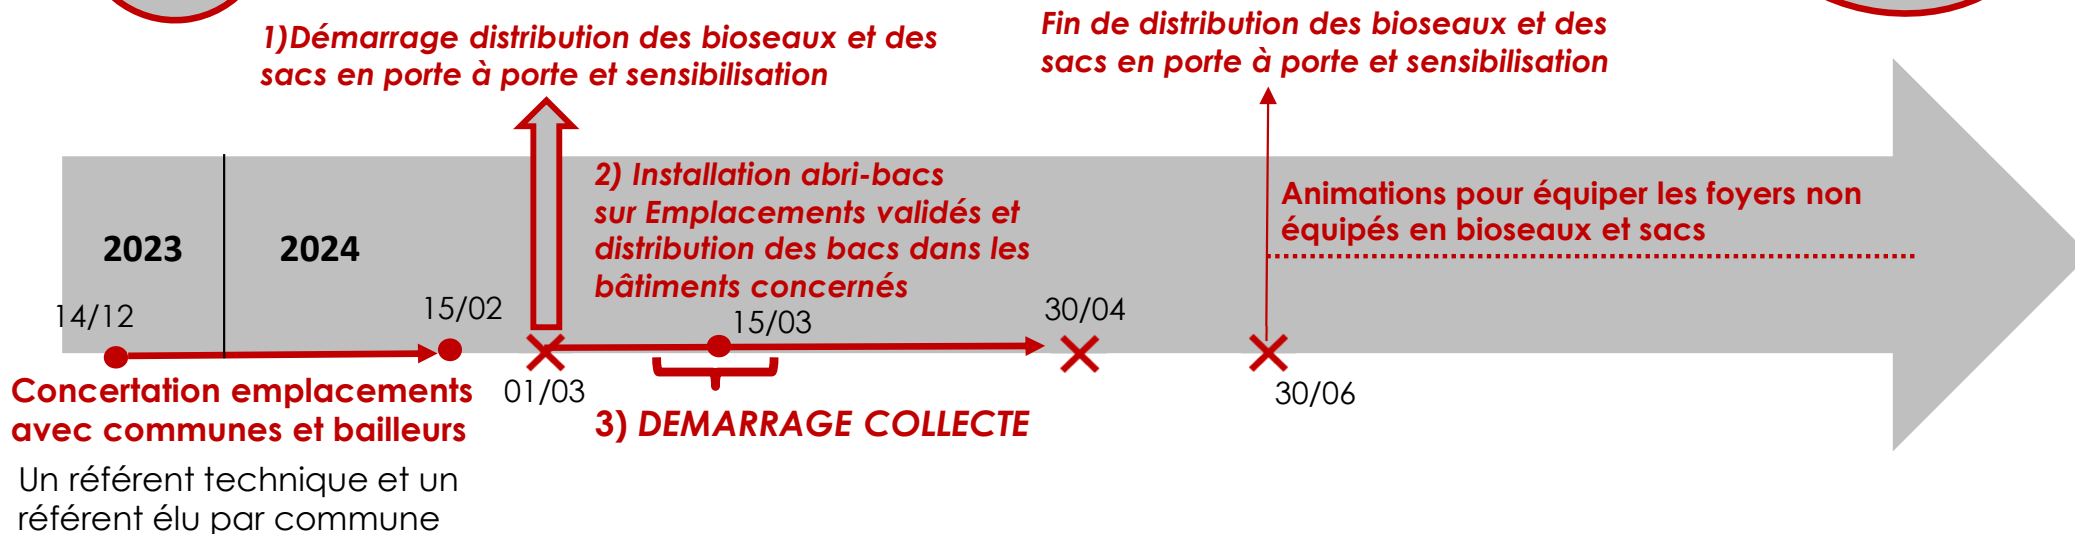 1)Démarrage distribution des bioseaux et des
sacs en porte à porte et sensibilisation
Fin de distribution des bioseaux et des
sacs en porte à porte et sensibilisation
2) Installation abri-bacs
sur Emplacements validés et
distribution des bacs dans les
bâtiments concernés
Animations pour équiper les foyers non
équipés en bioseaux et sacs
2023
2024
14/12
15/02
15/03
30/04
01/03
30/06
Concertation emplacements
avec communes et bailleurs
3) DEMARRAGE COLLECTE
Un référent technique et un
référent élu par commune